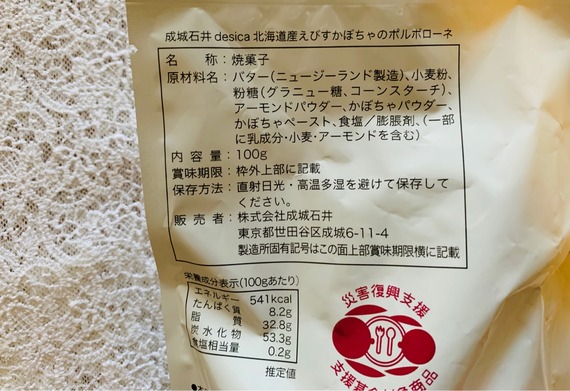 成城石井 desica 北海道産えびすかぼちゃのポルボローネ
名称：焼菓子
原材料名：バター（ニュージーランド製造）、小麦粉、
粉糖（グラニュー糖、コーンスターチ）、
アーモンドパウダー、かぼちゃパウダー、
かぼちゃペースト、食塩／膨脹剤、（一部
に乳成分・小麦・アーモンドを含む）
内容量：100g
賞味期限：枠外上部に記載
保存方法：直射日光・高温多湿を避けて保存して
ください。
販売者：株式会社成城石井
東京都世田谷区成城6-11-4
製造所固有記号はこの面上部賞味期限横に記載
栄養成分表示（100gあたり）
エネルギー 541kcal
たんぱく質 8.2g
脂質 32.8g
炭水化物 53.3g
食塩相当量 0.2g
推定値
災害復興支援
支援基金付き商品